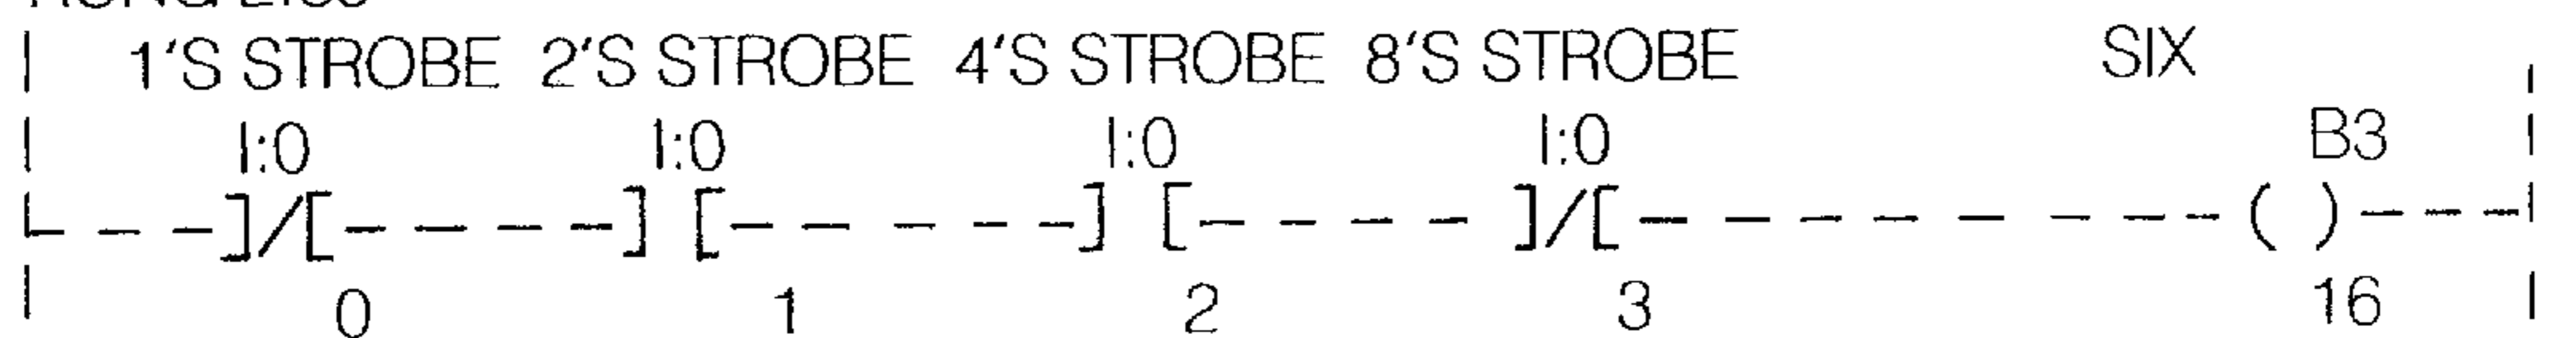 1'S STROBE 2'S STROBE 4'S STROBE 8'S STROBE SIX
I:0 I:0 I:0 I:0 B3
]/[ ] [ ] [ ]/[ ( )
0 1 2 3 16